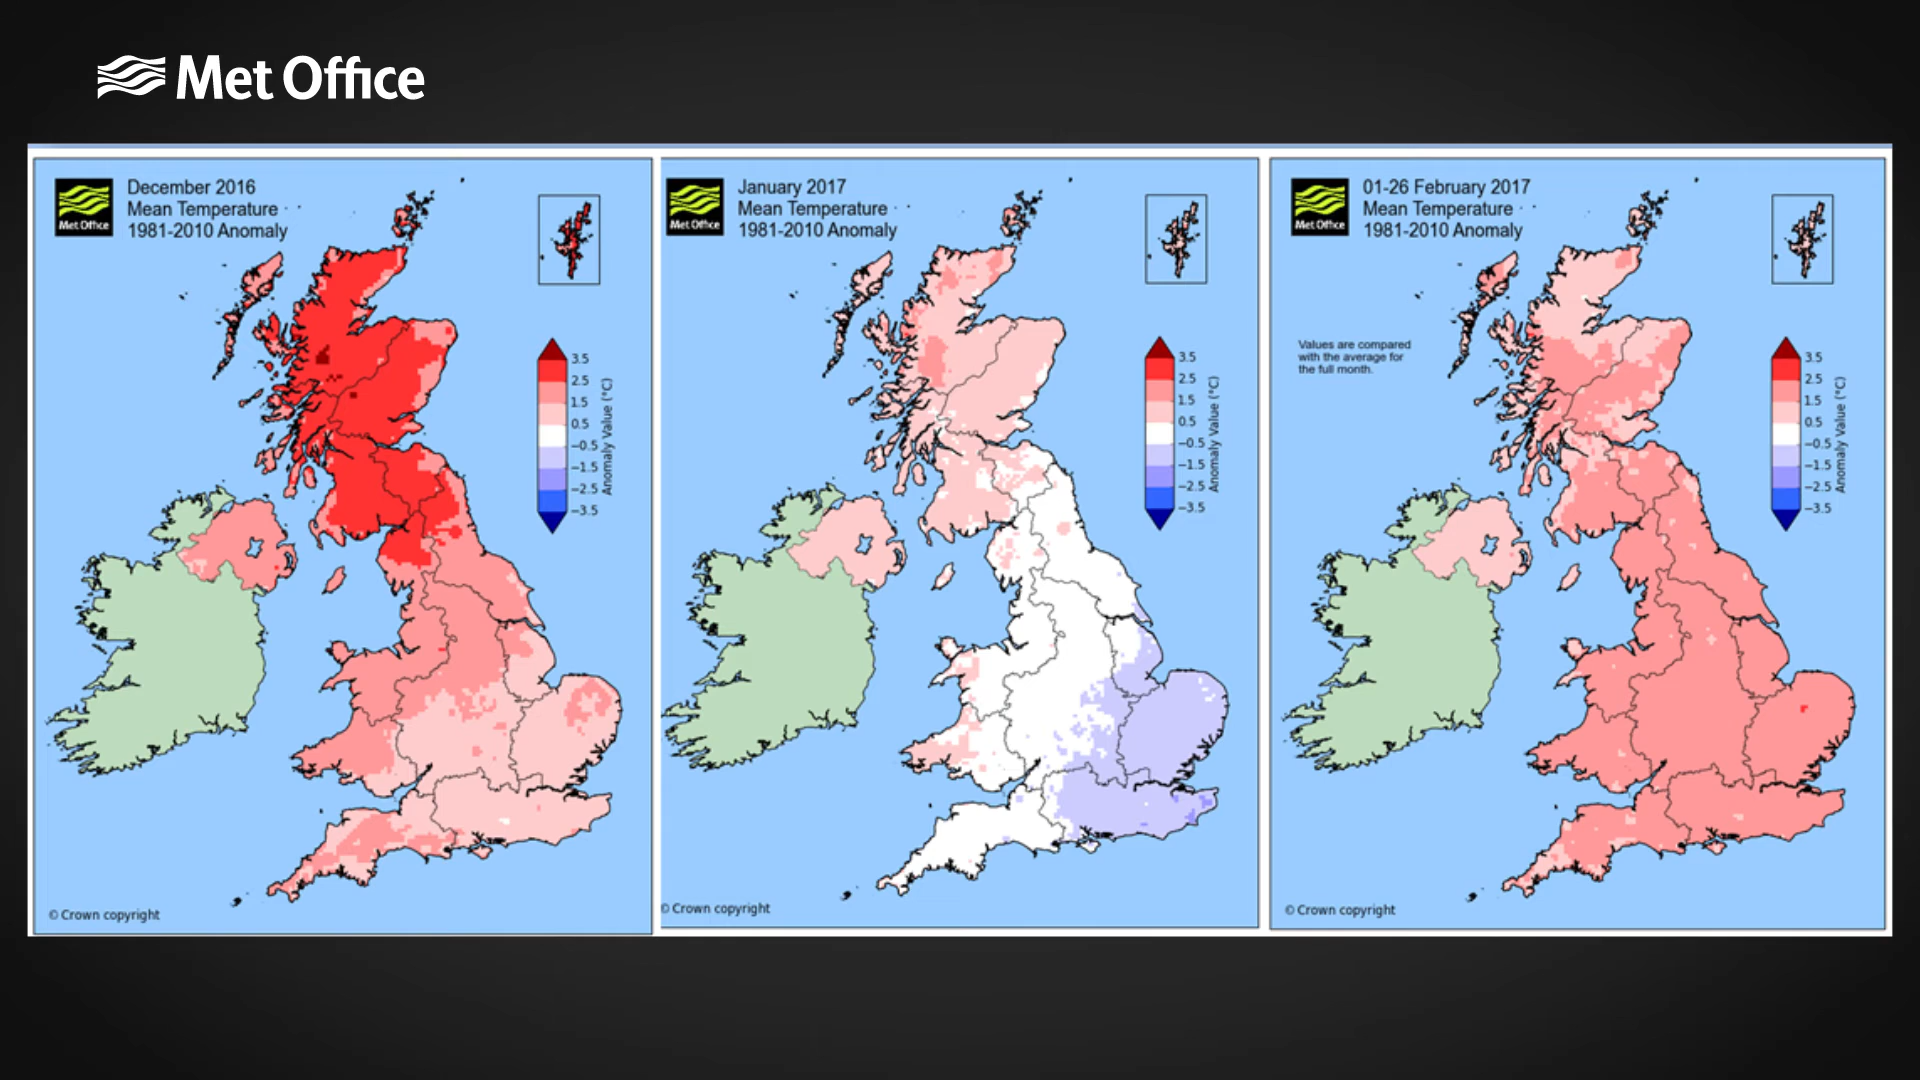 Met Office
Met Office
December 2016
Mean Temperature
1981-2010 Anomaly
3.5
2.5
1.5
0.5
−0.5
−1.5
−2.5
−3.5
Anomaly Value (°C)
© Crown copyright
Met Office
January 2017
Mean Temperature
1981-2010 Anomaly
3.5
2.5
1.5
0.5
−0.5
−1.5
−2.5
−3.5
Anomaly Value (°C)
© Crown copyright
Met Office
01-26 February 2017
Mean Temperature
1981-2010 Anomaly
Values are compared
with the average for
the full month.
3.5
2.5
1.5
0.5
−0.5
−1.5
−2.5
−3.5
Anomaly Value (°C)
© Crown copyright